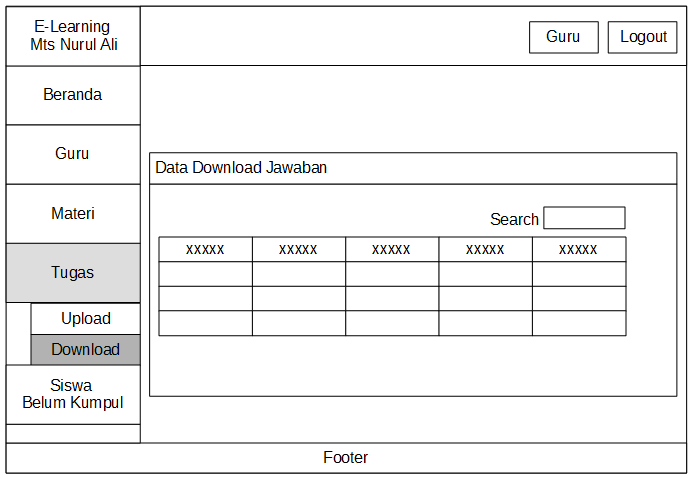 E-Learning
Mts Nurul Ali
Guru
Logout
Beranda
Guru
Materi
Tugas
Upload
Download
Siswa
Belum Kumpul
Data Download Jawaban
Search
xxxxx xxxxx xxxxx xxxxx xxxxx
Footer